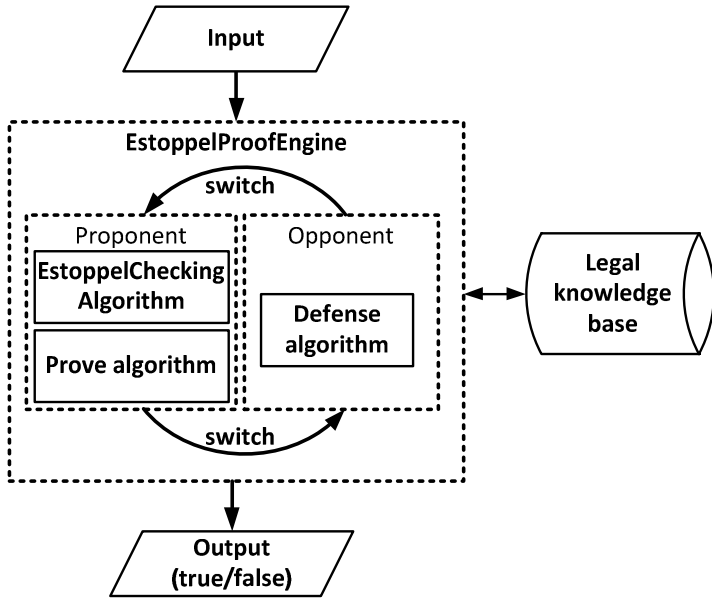 Input
EstoppelProofEngine
switch
Proponent
EstoppelChecking
Algorithm
Prove algorithm
Opponent
Defense
algorithm
switch
Legal
knowledge
base
Output
(true/false)